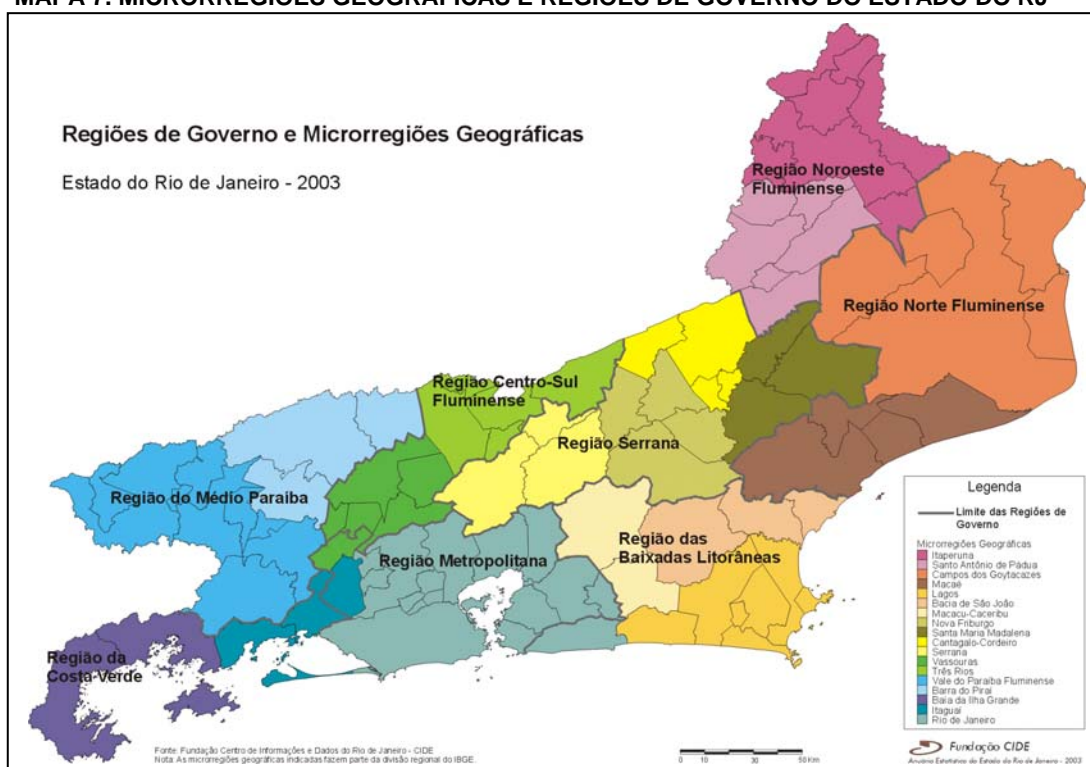 MAPA 7: MICRORREGIÕES GEOGRÁFICAS E REGIÕES DE GOVERNO DO ESTADO DO RJ
Regiões de Governo e Microrregiões Geográficas
Estado do Rio de Janeiro - 2003
Região Noroeste
Fluminense
Região Norte Fluminense
Região Centro-Sul
Fluminense
Região Serrana
Região do Médio Paraiba
Região das
Baixadas Litorâneas
Região Metropolitana
Região da
Costa Verde
Legenda
Limite das Regiões de
Governo
Microrregiões Geográficas
Itaperuna
Santo Antônio de Pádua
Campos dos Goytacazes
Macaé
Lagos
Bacia de São João
Macacu-Caceribu
Nova Friburgo
Santa Maria Madalena
Cantagalo-Cordeiro
Serrana
Vassouras
Três Rios
Vale do Paraiba Fluminense
Barra do Piraí
Baia da Ilha Grande
Itaguaí
Rio de Janeiro
Fonte: Fundação Centro de Informações e Dados do Rio de Janeiro - CIDE
Nota: As microrregiões geográficas indicadas fazem parte da divisão regional do IBGE.
0 10 30 50 Km
Fundação CIDE
Anuário Estatístico do Estado do Rio de Janeiro - 2003